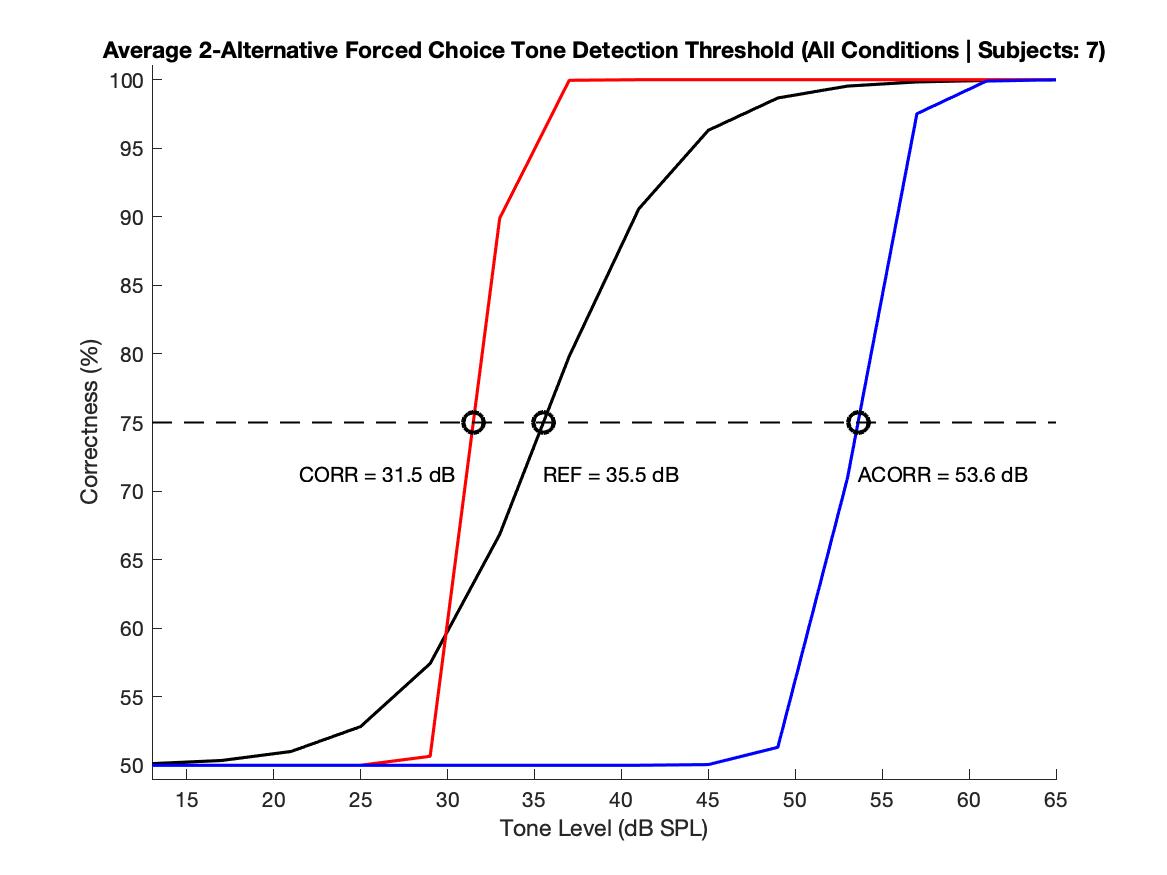 Average 2-Alternative Forced Choice Tone Detection Threshold (All Conditions | Subjects: 7)
100
95
90
85
80
75
70
65
60
55
50
Correctness (%)
CORR = 31.5 dB
REF = 35.5 dB
ACORR = 53.6 dB
15 20 25 30 35 40 45 50 55 60 65
Tone Level (dB SPL)